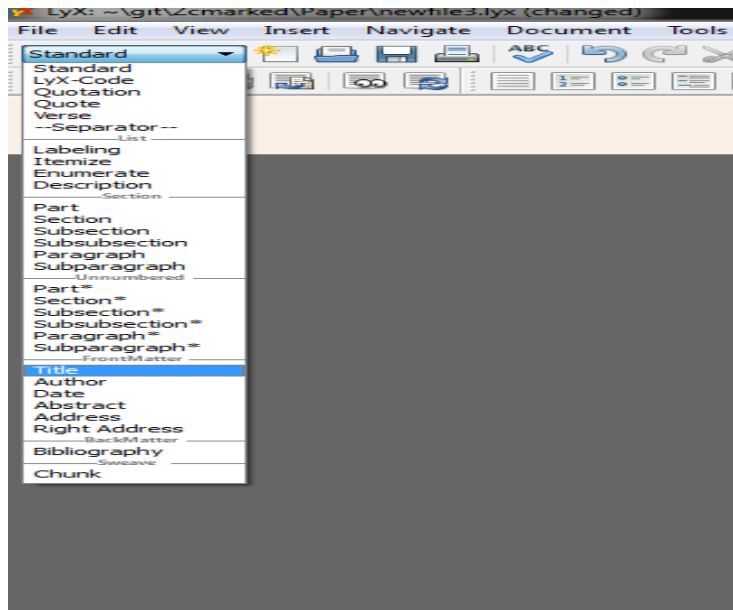 LyX: ~\git\Zcmarked\Paper\newfile3.lyx (changed)
File Edit View Insert Navigate Document Tools
Standard
ABC
Standard
LyX-Code
Quotation
Quote
Verse
--Separator--
List
Labeling
Itemize
Enumerate
Description
Section
Part
Section
Subsection
Subsubsection
Paragraph
Subparagraph
Unnumbered
Part*
Section*
Subsection*
Subsubsection*
Paragraph*
Subparagraph*
FrontMatter
Title
Author
Date
Abstract
Address
Right Address
BackMatter
Bibliography
Sweave
Chunk